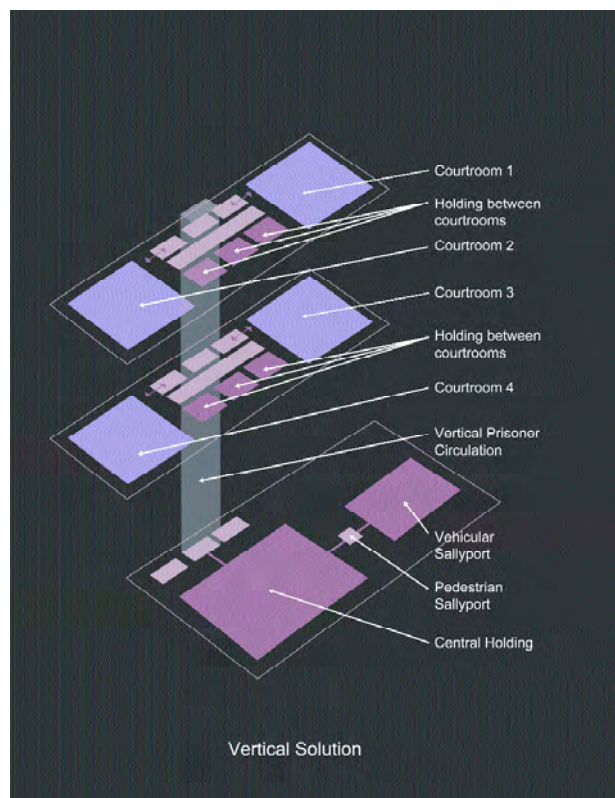 Courtroom 1
Holding between
courtrooms
Courtroom 2
Courtroom 3
Holding between
courtrooms
Courtroom 4
Vertical Prisoner
Circulation
Vehicular
Sallyport
Pedestrian
Sallyport
Central Holding
Vertical Solution